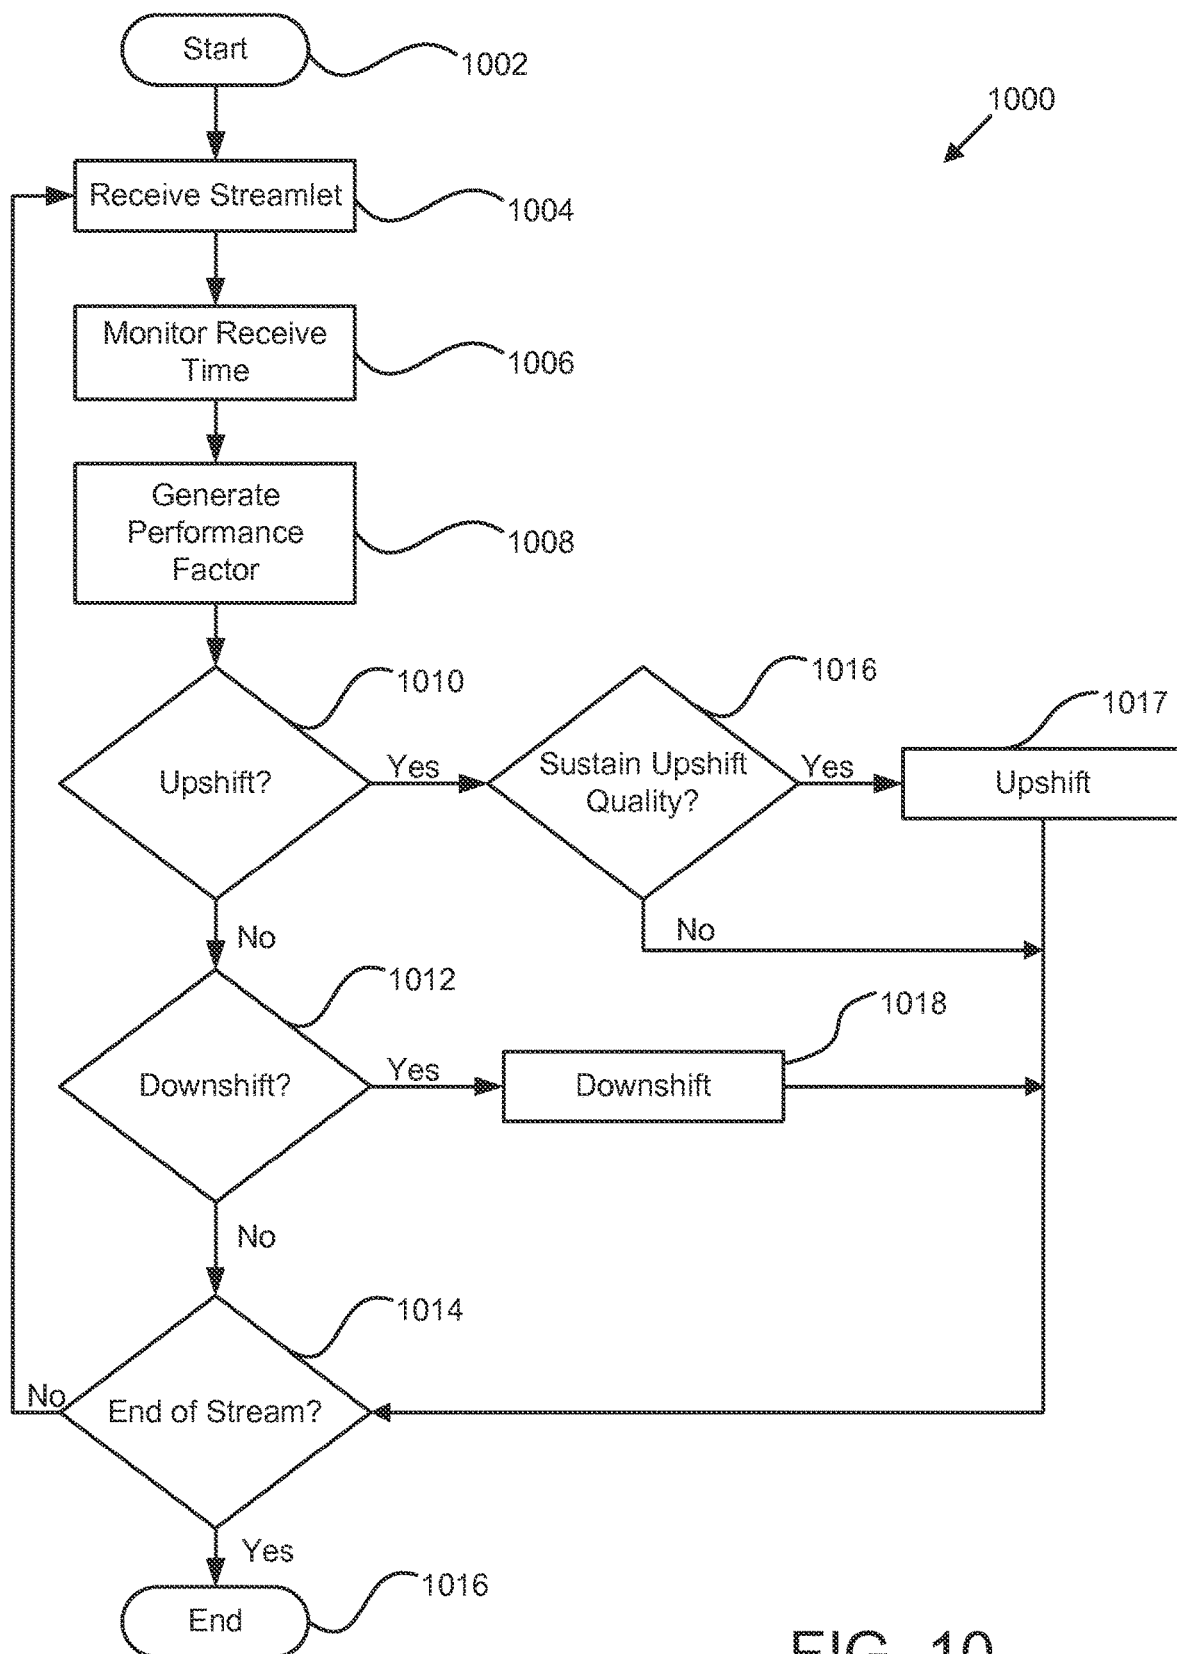 Start
1002
1000
Receive Streamlet
1004
Monitor Receive
Time
1006
Generate
Performance
Factor
1008
1010
1016
1017
Upshift?
Yes
Sustain Upshift
Quality?
Yes
Upshift
No
No
1012
1018
Downshift?
Yes
Downshift
No
1014
No
End of Stream?
Yes
1016
End
FIG. 10